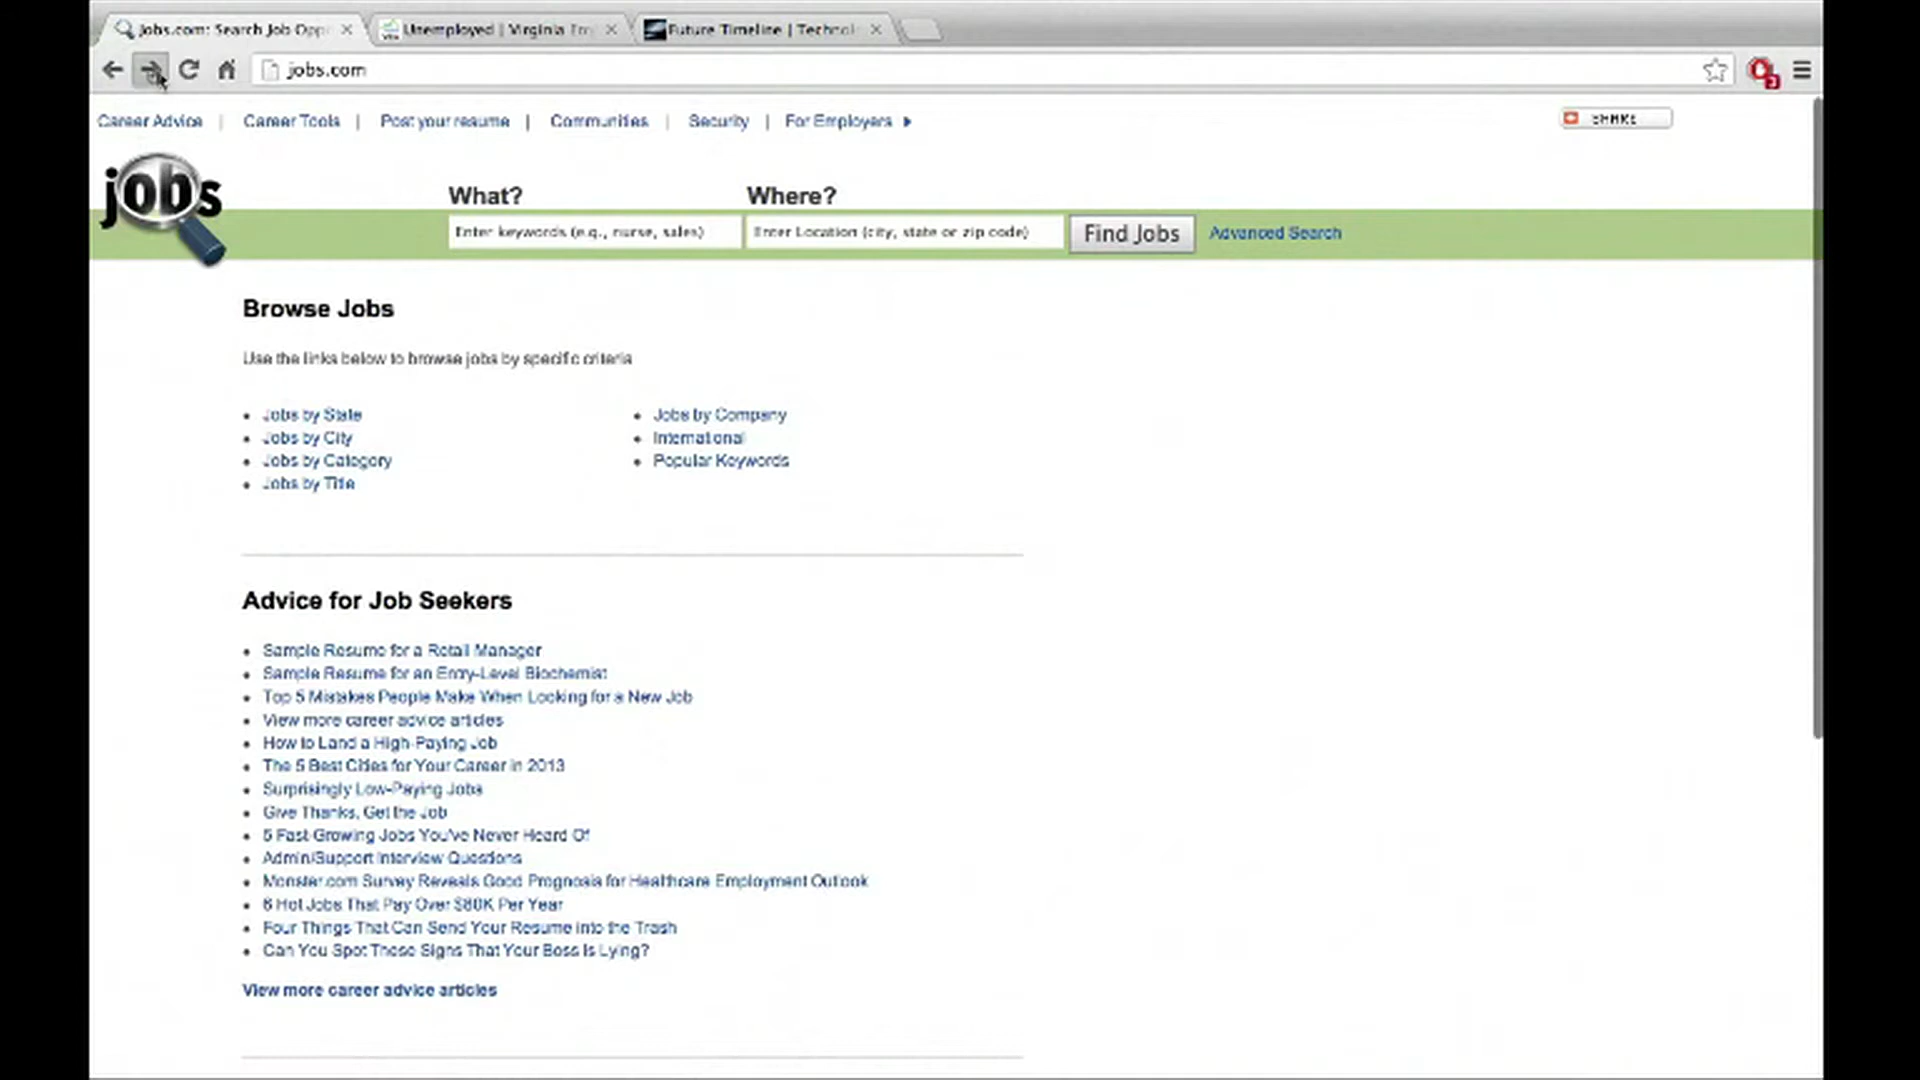 Jobs.com: Search Job Opp
Unemployed | Virginia Em
Future Timeline | Technol
jobs.com
Career Advice | Career Tools | Post your resume | Communities | Security | For Employers
SHARE
jobs
What? Where?
Enter keywords (e.g., nurse, sales) Enter Location (city, state or zip code) Find Jobs Advanced Search
Browse Jobs
Use the links below to browse jobs by specific criteria
Jobs by State
Jobs by City
Jobs by Category
Jobs by Title
Jobs by Company
International
Popular Keywords
Advice for Job Seekers
Sample Resume for a Retail Manager
Sample Resume for an Entry-Level Biochemist
Top 5 Mistakes People Make When Looking for a New Job
View more career advice articles
How to Land a High-Paying Job
The 5 Best Cities for Your Career in 2013
Surprisingly Low-Paying Jobs
Give Thanks, Get the Job
5 Fast-Growing Jobs You've Never Heard Of
Admin/Support Interview Questions
Monster.com Survey Reveals Good Prognosis for Healthcare Employment Outlook
6 Hot Jobs That Pay Over $80K Per Year
Four Things That Can Send Your Resume into the Trash
Can You Spot These Signs That Your Boss Is Lying?
View more career advice articles